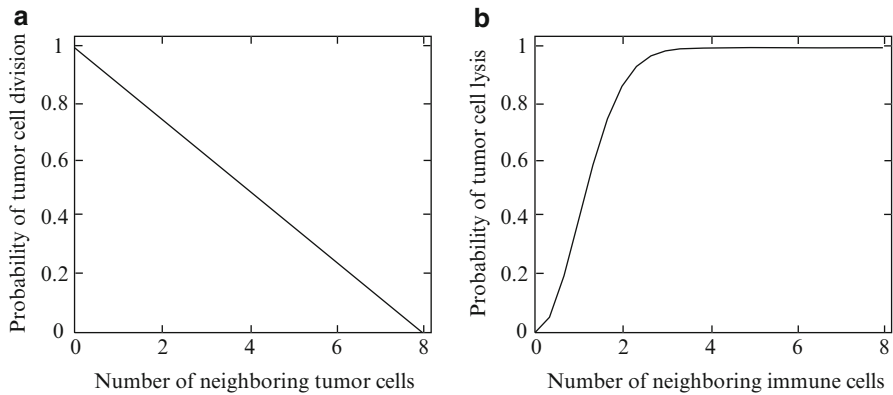 a
Probability of tumor cell division
1
0.8
0.6
0.4
0.2
0
0 2 4 6 8
Number of neighboring tumor cells
b
Probability of tumor cell lysis
1
0.8
0.6
0.4
0.2
0
0 2 4 6 8
Number of neighboring immune cells